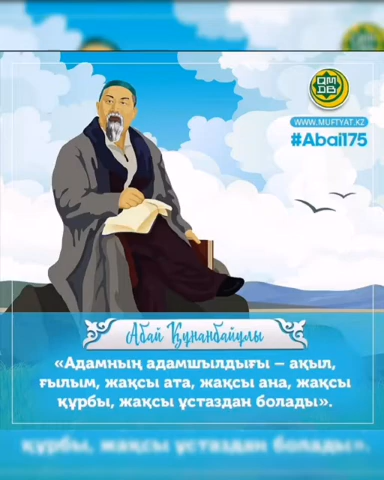 QMDB
WWW.MUFTYAT.KZ
#Abai175
Абай Құнанбайұлы
«Адамның адамшылдығы – ақыл,
ғылым, жақсы ата, жақсы ана, жақсы
құрбы, жақсы ұстаздан болады».
құрбы, жақсы ұстаздан болады».